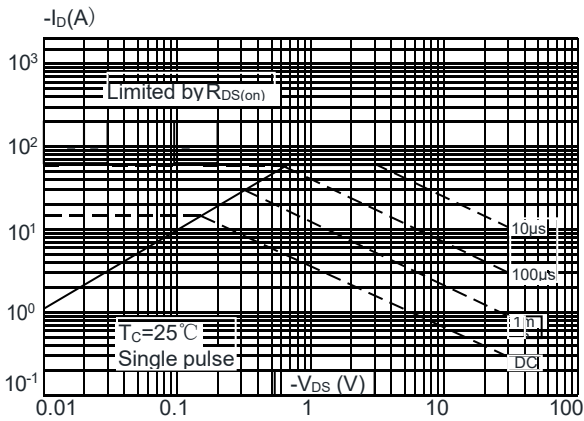 -ID(A)
10³
Limited by RDS(on)
10²
10¹
10µs
100µs
10⁰
1m
TC=25℃
Single pulse
DC
10⁻¹
-VDS (V)
0.01 0.1 1 10 100